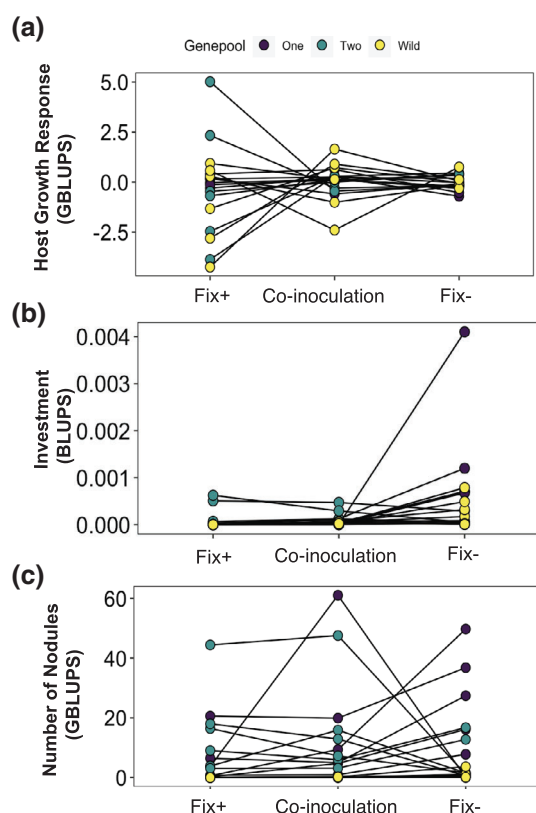 (a)
Genepool One Two Wild
Host Growth Response
(GBLUPS)
5.0
2.5
0.0
-2.5
Fix+ Co-inoculation Fix-
(b)
Investment
(BLUPS)
0.004
0.003
0.002
0.001
0.000
Fix+ Co-inoculation Fix-
(c)
Number of Nodules
(GBLUPS)
60
40
20
0
Fix+ Co-inoculation Fix-